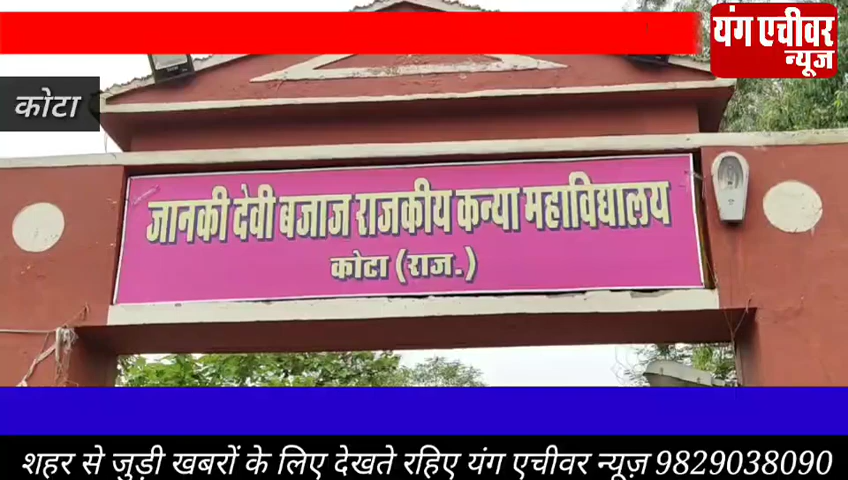 यंग एचीवर
न्यूज
कोटा
जानकी देवी बजाज राजकीय कन्या महाविद्यालय
कोटा (राज.)
शहर से जुड़ी खबरों के लिए देखते रहिए यंग एचीवर न्यूज़ 9829038090